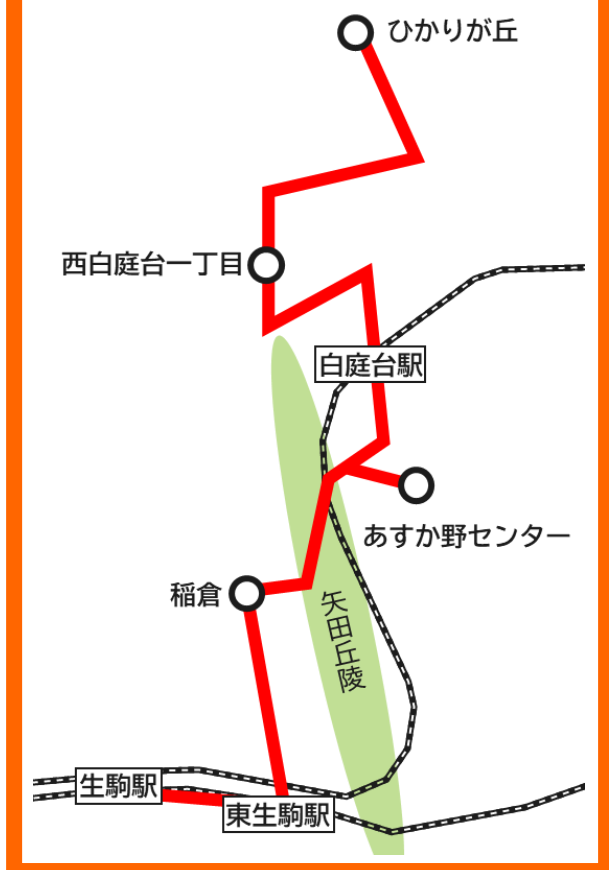 ひかりが丘
西白庭台一丁目
白庭台駅
あすか野センター
稲倉
矢田丘陵
生駒駅
東生駒駅